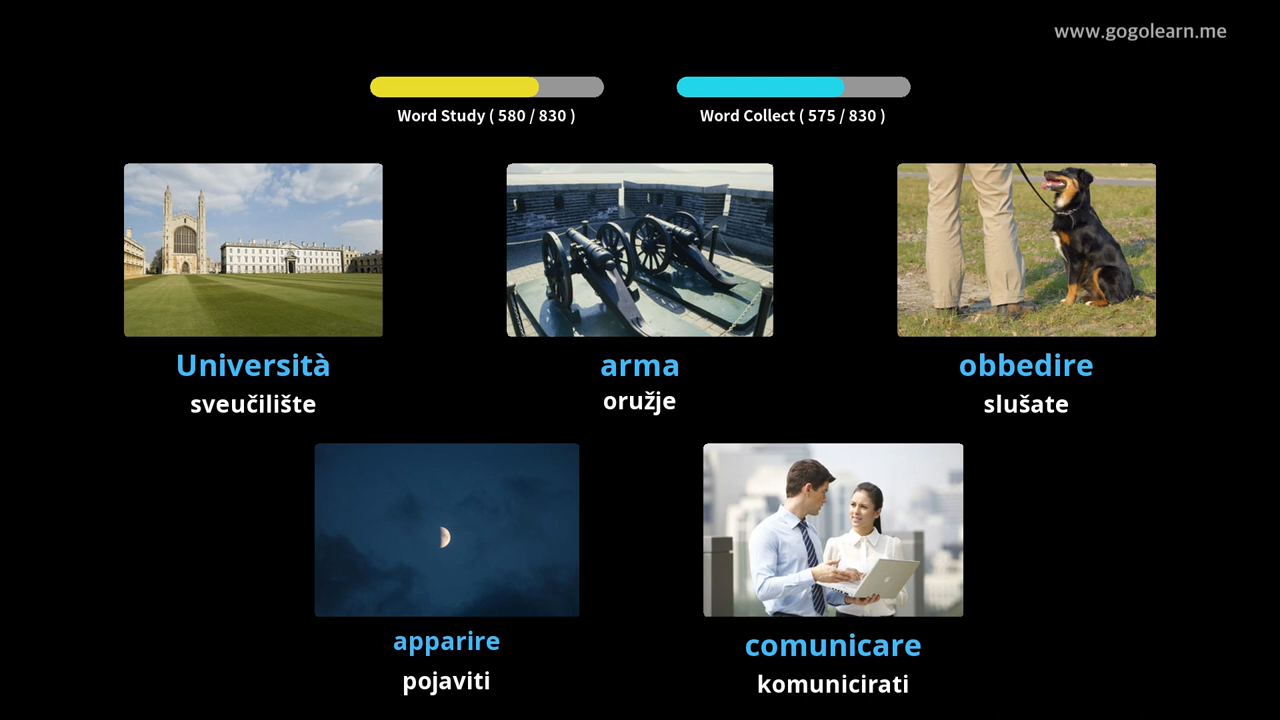 www.gogolearn.me
Word Study ( 580 / 830 )
Word Collect ( 575 / 830 )
Università
arma
obbedire
sveučilište
oružje
slušate
apparire
comunicare
pojaviti
komunicirati